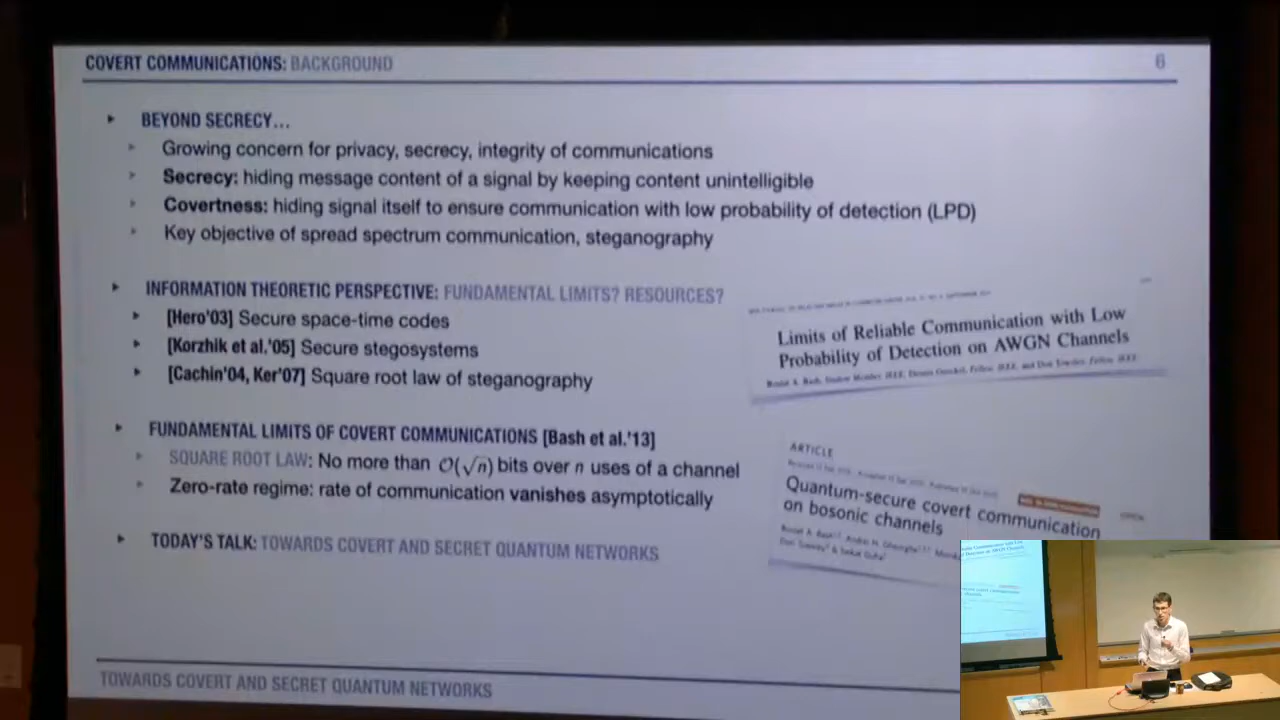 COVERT COMMUNICATIONS: BACKGROUND
6
BEYOND SECRECY...
Growing concern for privacy, secrecy, integrity of communications
Secrecy: hiding message content of a signal by keeping content unintelligible
Covertness: hiding signal itself to ensure communication with low probability of detection (LPD)
Key objective of spread spectrum communication, steganography
INFORMATION THEORETIC PERSPECTIVE: FUNDAMENTAL LIMITS? RESOURCES?
[Hero'03] Secure space-time codes
[Korzhik et al.'05] Secure stegosystems
[Cachin'04, Ker'07] Square root law of steganography
Limits of Reliable Communication with Low
Probability of Detection on AWGN Channels
FUNDAMENTAL LIMITS OF COVERT COMMUNICATIONS [Bash et al.'13]
SQUARE ROOT LAW: No more than O(√n) bits over n uses of a channel
Zero-rate regime: rate of communication vanishes asymptotically
ARTICLE
Quantum-secure covert communication
on bosonic channels
TODAY'S TALK: TOWARDS COVERT AND SECRET QUANTUM NETWORKS
TOWARDS COVERT AND SECRET QUANTUM NETWORKS